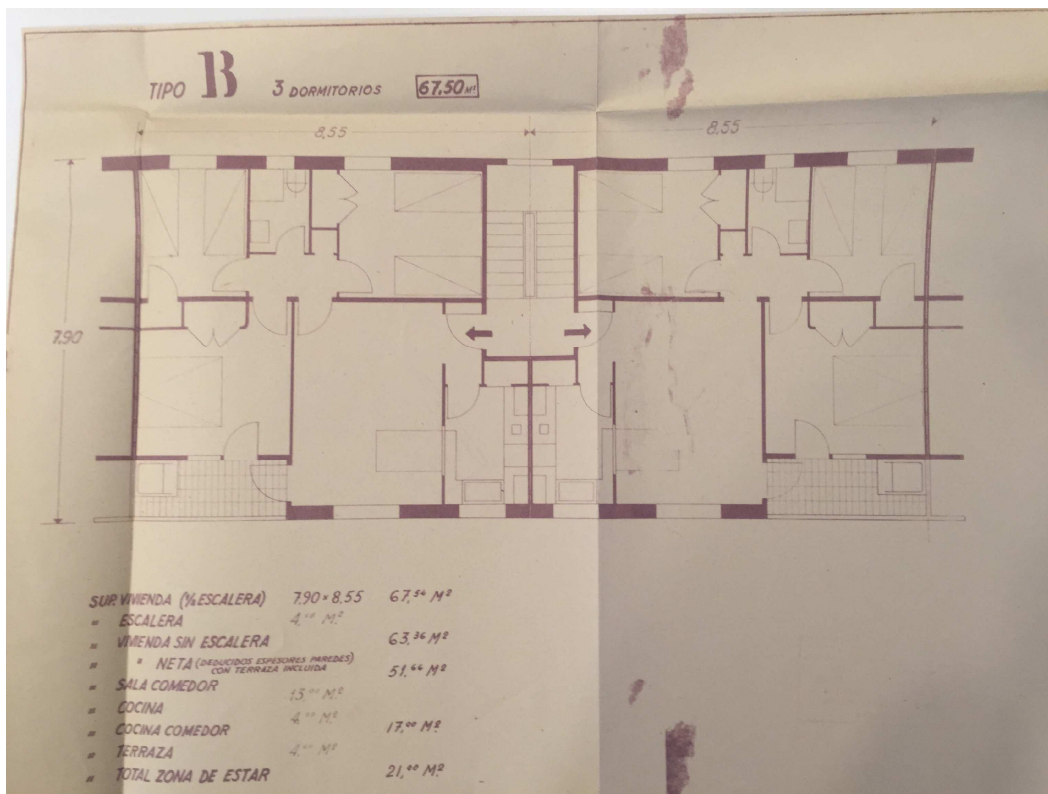 TIPO B 3 DORMITORIOS 67,50 M²
8,55 8,55
7,90
SUP. VIVIENDA (½ ESCALERA) 7,90 × 8,55 67,54 M²
" ESCALERA 4, M²
" VIVIENDA SIN ESCALERA 63,36 M²
" " NETA (DEDUCIDOS ESPESORES PAREDES)
CON TERRAZA INCLUIDA 51,66 M²
" SALA COMEDOR 13,00 M²
" COCINA 4,00 M²
" COCINA COMEDOR 17,00 M²
" TERRAZA 4,00 M²
" TOTAL ZONA DE ESTAR 21,00 M²